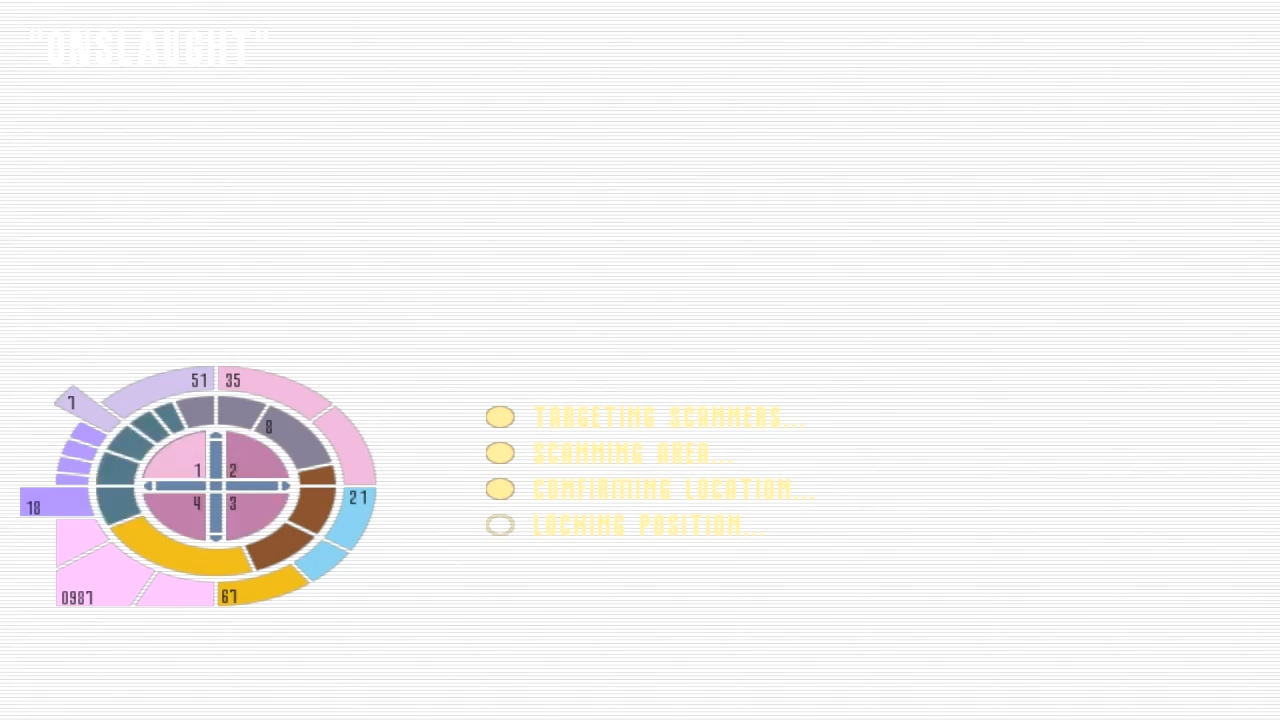 "ONSLAUGHT"
51 35
7
8
1 2
4 3
21
18
0987
67
TARGETING SCANNERS...
SCANNING AREA...
CONFIRMING LOCATION...
LOCKING POSITION...